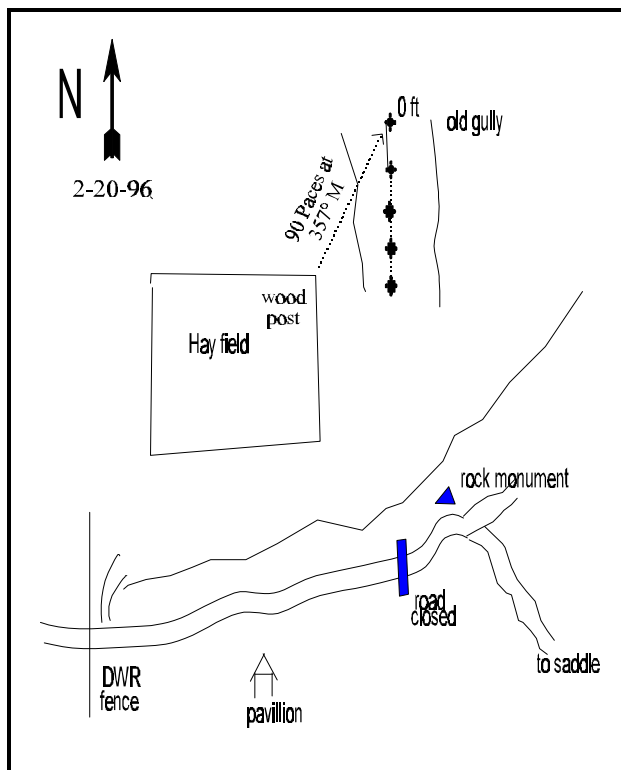 N
2-20-96
0 ft
old gully
90 Paces at
357° M
wood
post
Hay field
rock monument
road
closed
to saddle
DWR
fence
pavillion